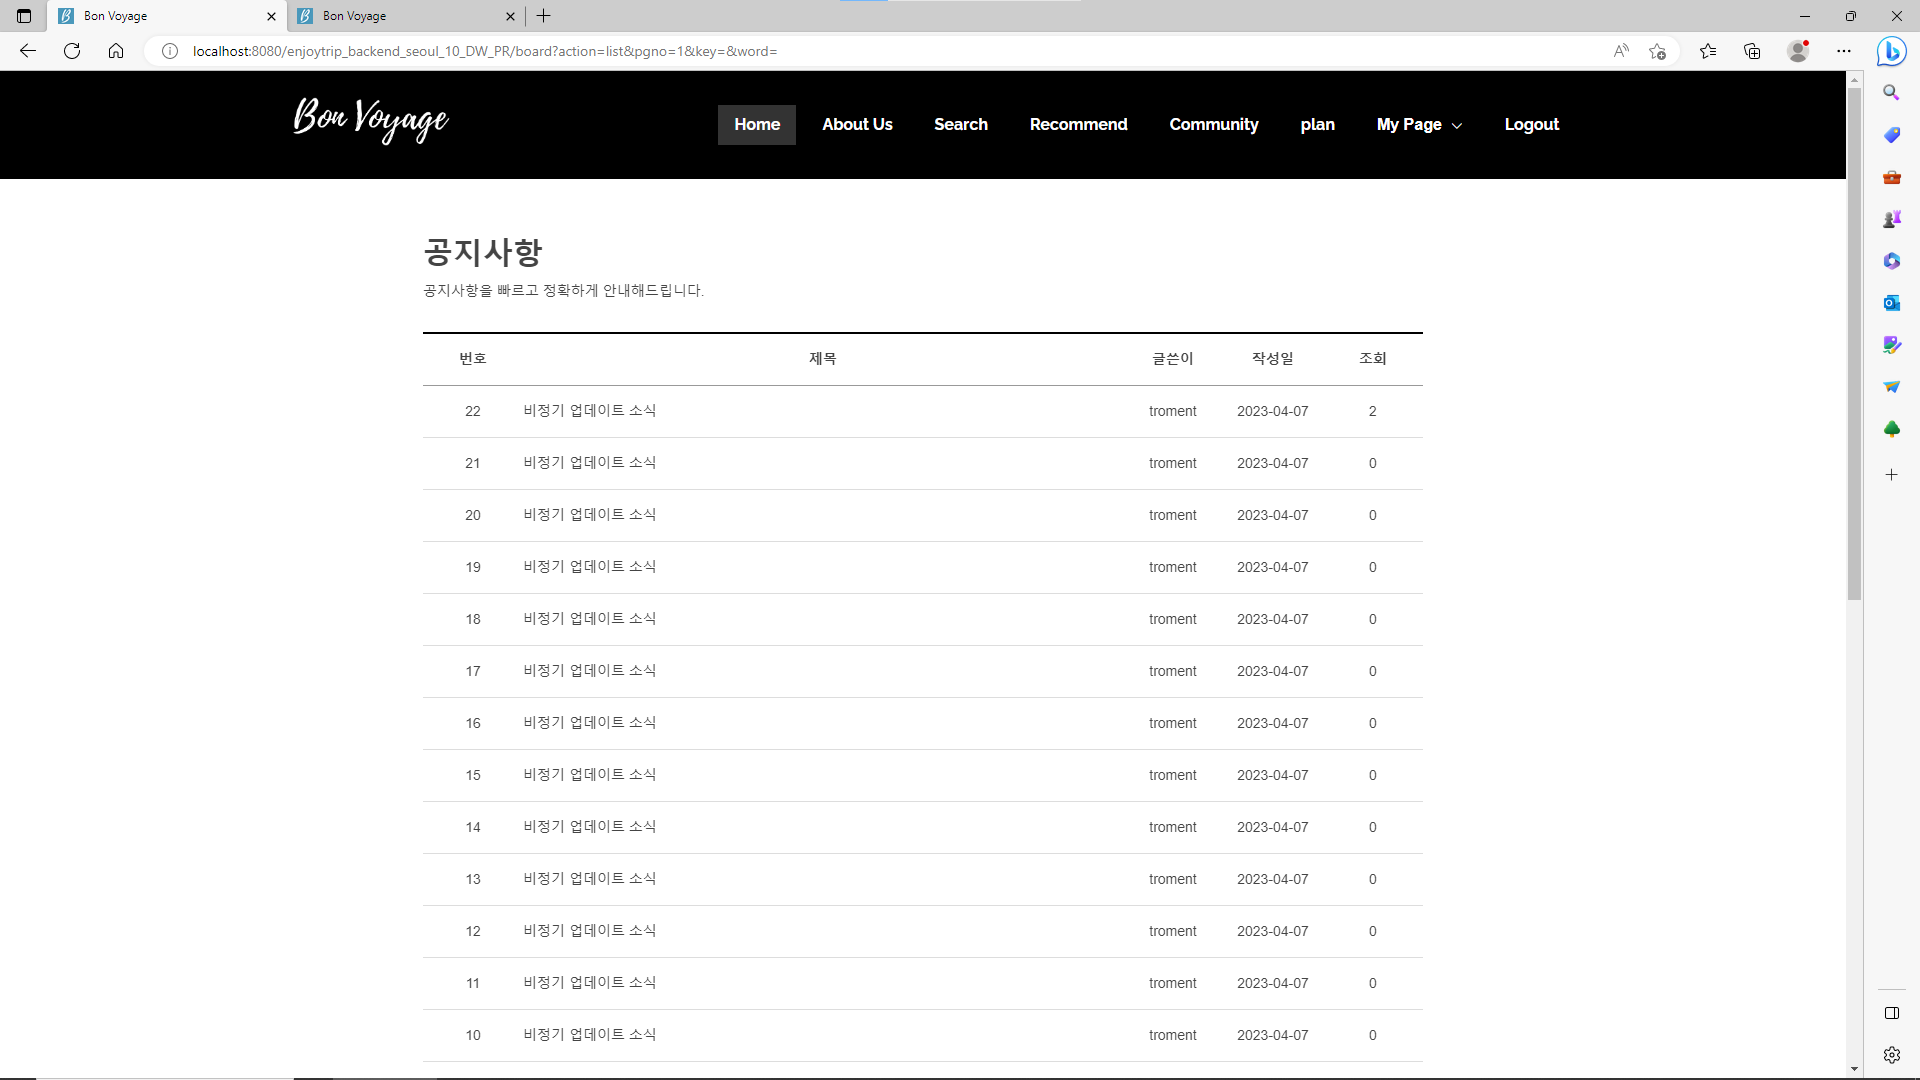 Bon Voyage
Bon Voyage
localhost:8080/enjoytrip_backend_seoul_10_DW_PR/board?action=list&pgno=1&key=&word=
Bon Voyage
Home About Us Search Recommend Community plan My Page Logout
공지사항
공지사항을 빠르고 정확하게 안내해드립니다.
번호 제목 글쓴이 작성일 조회
22 비정기 업데이트 소식 troment 2023-04-07 2
21 비정기 업데이트 소식 troment 2023-04-07 0
20 비정기 업데이트 소식 troment 2023-04-07 0
19 비정기 업데이트 소식 troment 2023-04-07 0
18 비정기 업데이트 소식 troment 2023-04-07 0
17 비정기 업데이트 소식 troment 2023-04-07 0
16 비정기 업데이트 소식 troment 2023-04-07 0
15 비정기 업데이트 소식 troment 2023-04-07 0
14 비정기 업데이트 소식 troment 2023-04-07 0
13 비정기 업데이트 소식 troment 2023-04-07 0
12 비정기 업데이트 소식 troment 2023-04-07 0
11 비정기 업데이트 소식 troment 2023-04-07 0
10 비정기 업데이트 소식 troment 2023-04-07 0